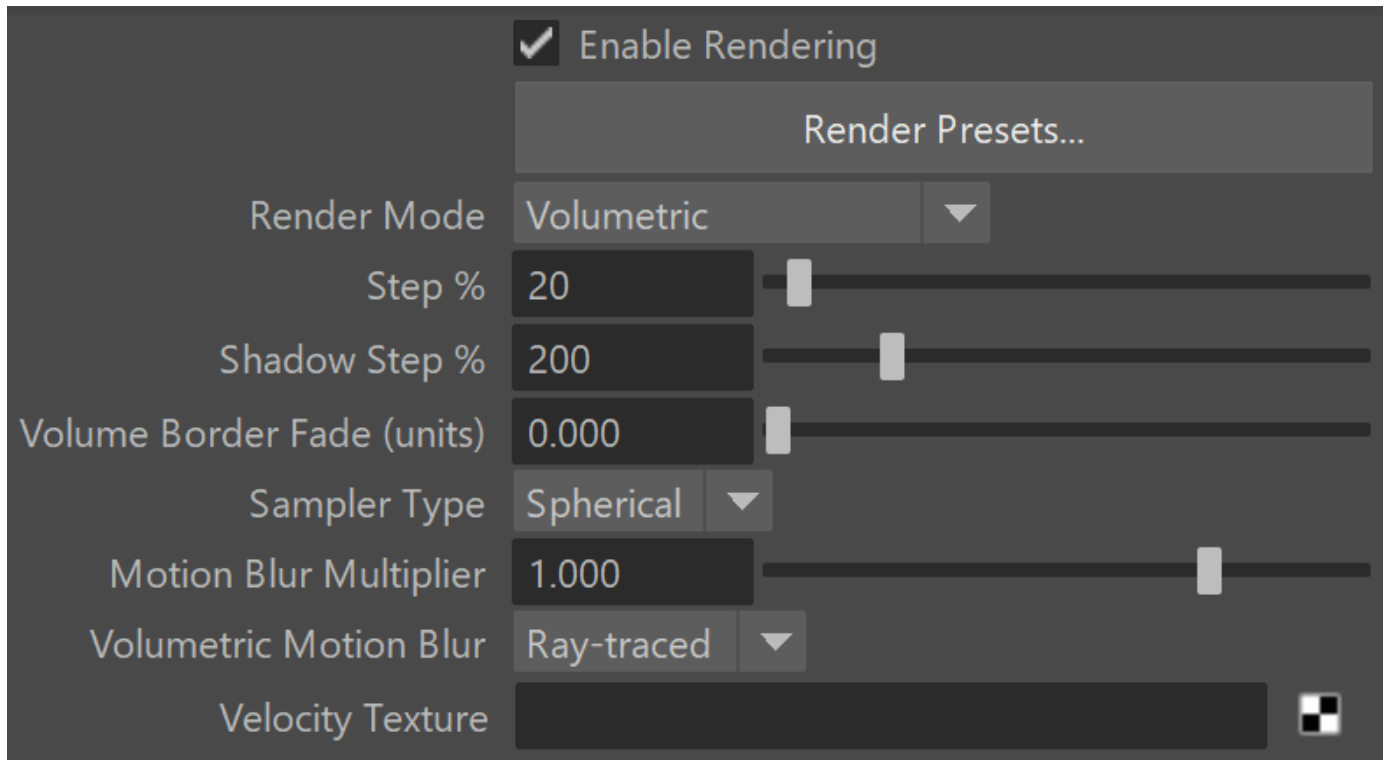 Enable Rendering
Render Presets...
Render Mode Volumetric
Step % 20
Shadow Step % 200
Volume Border Fade (units) 0.000
Sampler Type Spherical
Motion Blur Multiplier 1.000
Volumetric Motion Blur Ray-traced
Velocity Texture